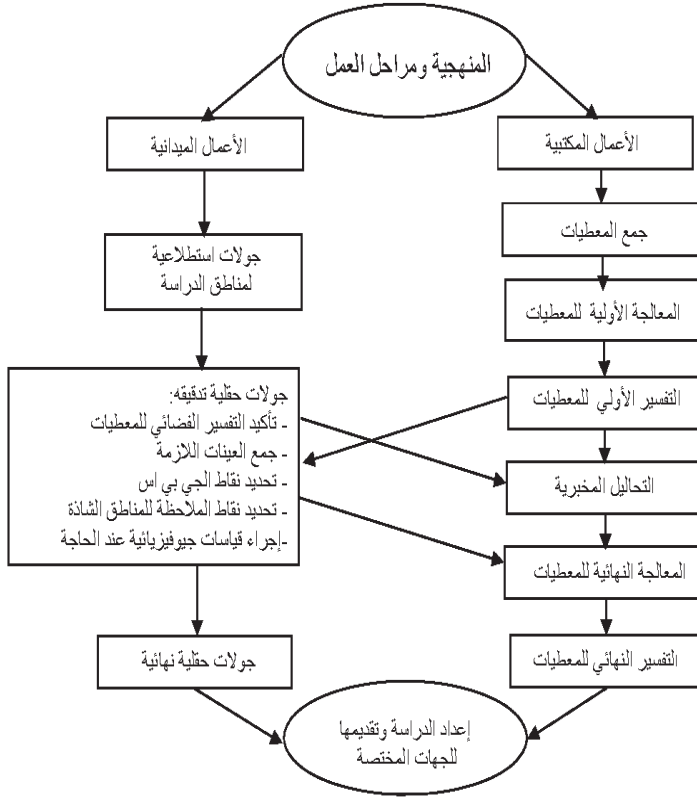 المنهجية ومراحل العمل
الأعمال المكتبية
الأعمال الميدانية
جمع المعطيات
جولات استطلاعية
لمناطق الدراسة
المعالجة الأولية للمعطيات
التفسير الأولي للمعطيات
جولات حقلية تدقيقه:
- تأكيد التفسير الفضائي للمعطيات
- جمع العينات اللازمة
- تحديد نقاط الجي بي اس
- تحديد نقاط الملاحظة للمناطق الشاذة
-إجراء قياسات جيوفيزيائية عند الحاجة
التحاليل المخبرية
المعالجة النهائية للمعطيات
التفسير النهائي للمعطيات
جولات حقلية نهائية
إعداد الدراسة وتقديمها
للجهات المختصة